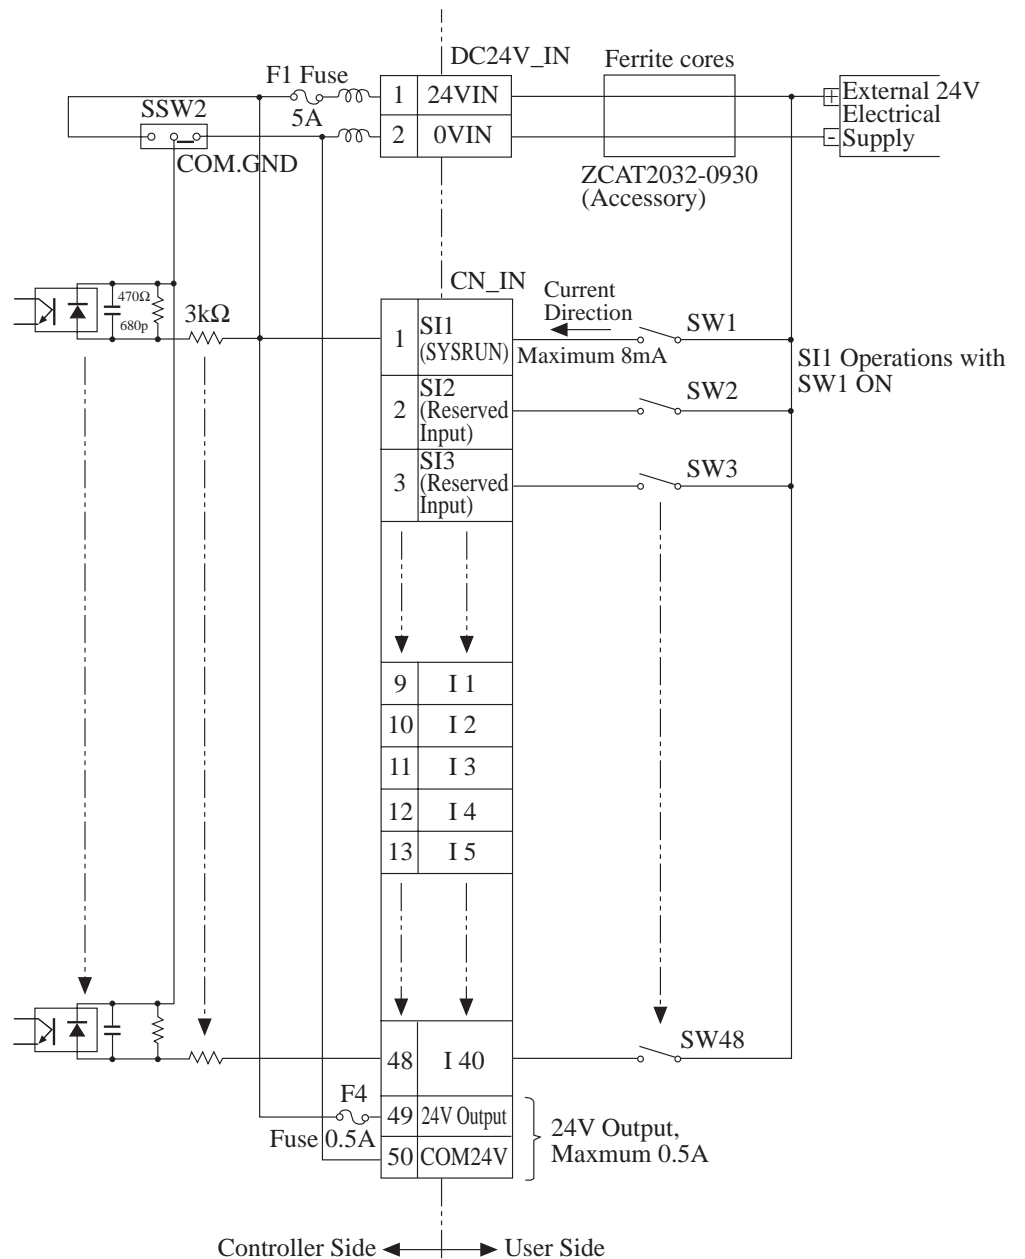 DC24V_IN
Ferrite cores
F1 Fuse
5A
SSW2
COM.GND
1 24VIN
2 0VIN
+ External 24V
Electrical
- Supply
ZCAT2032-0930
(Accessory)
CN_IN
470Ω
680p
3kΩ
1 SI1
(SYSRUN)
Current
Direction
Maximum 8mA
SW1
SI1 Operations with
SW1 ON
2 SI2
(Reserved
Input)
SW2
3 SI3
(Reserved
Input)
SW3
9 I 1
10 I 2
11 I 3
12 I 4
13 I 5
48 I 40
SW48
F4
Fuse 0.5A
49 24V Output
50 COM24V
24V Output,
Maxmum 0.5A
Controller Side
User Side